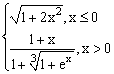 √(1+2x²), x≤0
(1+x)/(1+∛(1+eˣ)), x>0